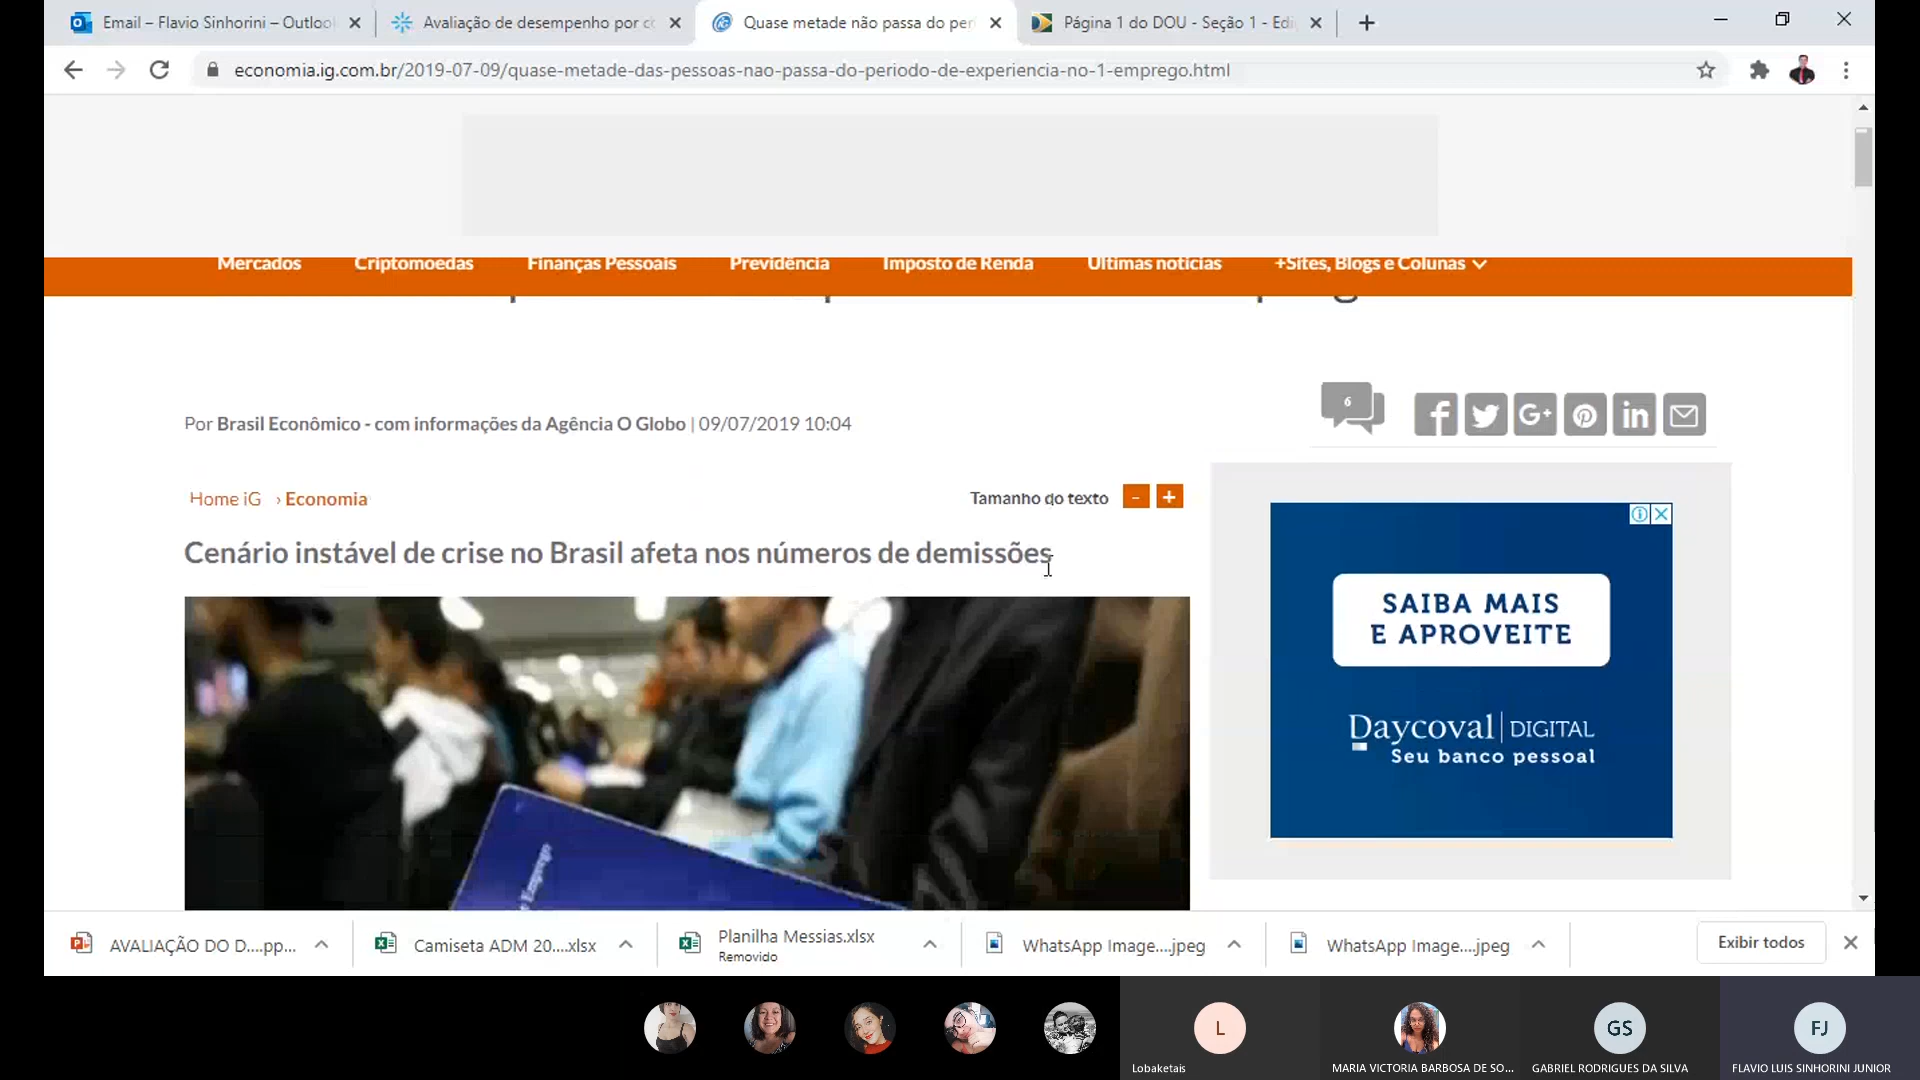 Email – Flavio Sinhorini – Outloo
Avaliação de desempenho por c
Quase metade não passa do per
Página 1 do DOU - Seção 1 - Edi
economia.ig.com.br/2019-07-09/quase-metade-das-pessoas-nao-passa-do-periodo-de-experiencia-no-1-emprego.html
Mercados
Criptomoedas
Finanças Pessoais
Previdência
Imposto de Renda
Últimas notícias
+Sites, Blogs e Colunas
Por Brasil Econômico - com informações da Agência O Globo | 09/07/2019 10:04
6
G+
in
Home iG › Economia
Tamanho do texto
-
+
Cenário instável de crise no Brasil afeta nos números de demissões
Emprego
SAIBA MAIS
E APROVEITE
Daycoval | DIGITAL
Seu banco pessoal
AVALIAÇÃO DO D....pp...
Camiseta ADM 20....xlsx
Planilha Messias.xlsx
Removido
WhatsApp Image....jpeg
WhatsApp Image....jpeg
Exibir todos
L
GS
FJ
Lobaketais
MARIA VICTORIA BARBOSA DE SO...
GABRIEL RODRIGUES DA SILVA
FLAVIO LUIS SINHORINI JUNIOR